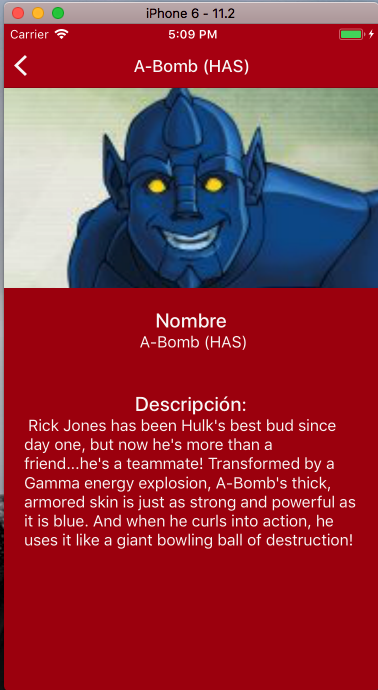 iPhone 6 - 11.2
Carrier 5:09 PM
A-Bomb (HAS)
Nombre
A-Bomb (HAS)
Descripción:
Rick Jones has been Hulk's best bud since
day one, but now he's more than a
friend...he's a teammate! Transformed by a
Gamma energy explosion, A-Bomb's thick,
armored skin is just as strong and powerful as
it is blue. And when he curls into action, he
uses it like a giant bowling ball of destruction!